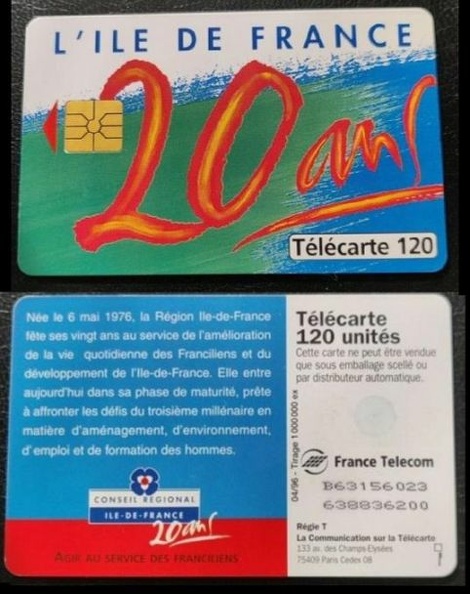 L'ILE DE FRANCE
20 ans
Télécarte 120
Née le 6 mai 1976, la Région Ile-de-France
fête ses vingt ans au service de l'amélioration
de la vie quotidienne des Franciliens et du
développement de l'Ile-de-France. Elle entre
aujourd'hui dans sa phase de maturité, prête
à affronter les défis du troisième millénaire en
matière d'aménagement, d'environnement,
d'emploi et de formation des hommes.
CONSEIL REGIONAL
ILE-DE-FRANCE
20 ans
AGIR AU SERVICE DES FRANCILIENS
Télécarte
120 unités
Cette carte ne peut être vendue
que sous emballage scellé ou
par distributeur automatique.
04/96 - Tirage 1 000 000 ex
France Telecom
B63156023
638836200
Régie T
La Communication sur la Télécarte
133 av. des Champs-Elysées
75409 Paris Cedex 08